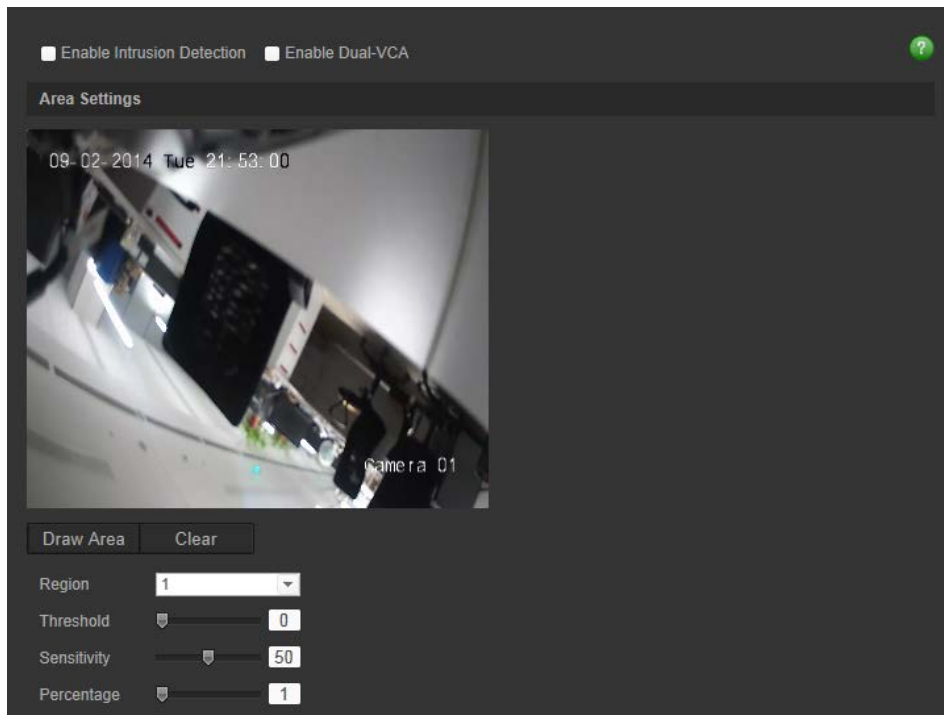 Enable Intrusion Detection Enable Dual-VCA
?
Area Settings
09-02-2014 Tue 21:53:00
Camera 01
Draw Area Clear
Region 1
Threshold 0
Sensitivity 50
Percentage 1